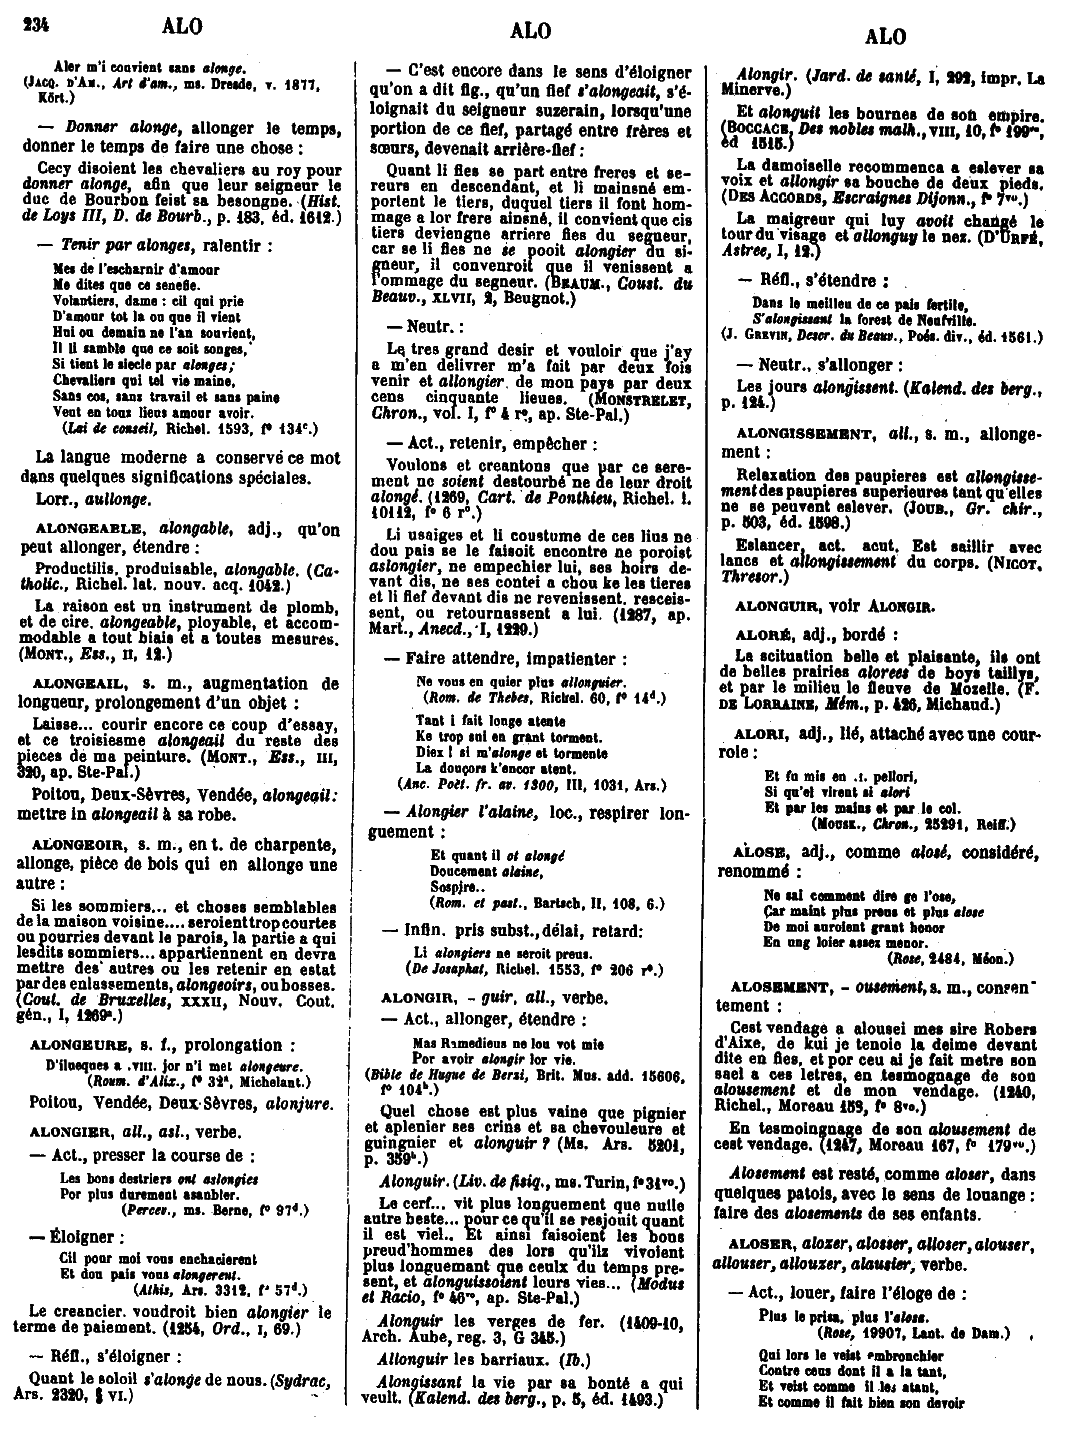 234 ALO ALO ALO
Aler m'i convient sans alonge.
(JACQ. D'AM., Art d'am., ms. Dresde, v. 1877,
Kört.)
— Donner alonge, allonger le temps,
donner le temps de faire une chose :
Cecy disoient les chevaliers au roy pour
donner alonge, afin que leur seigneur le
duc de Bourbon feist sa besongne. (Hist.
de Loys III, D. de Bourb., p. 183, éd. 1612.)
— Tenir par alonges, ralentir :
Mes de l'escharnir d'amour
Me dites que ce senefie.
Volantiers, dame : cil qui prie
D'amour tot la ou que il vient
Hui ou demain ne l'an souvient,
Il li samble que ce soit songes,
Si tient le siecle par alonges;
Chevaliers qui tel vie maine,
Sans cos, sans travail et sans paine
Veut en tous lieus amour avoir.
(Lai de conseil, Richel. 1593, f° 134c.)
La langue moderne a conservé ce mot
dans quelques significations spéciales.
Lorr., aullonge.
ALONGEABLE, alongable, adj., qu'on
peut allonger, étendre :
Productilis, produisable, alongable. (Ca-
tholic., Richel. lat. nouv. acq. 1042.)
La raison est un instrument de plomb,
et de cire, alongeable, ployable, et accom-
modable a tout biais et a toutes mesures.
(MONT., Ess., II, 12.)
ALONGEAIL, s. m., augmentation de
longueur, prolongement d'un objet :
Laisse... courir encore ce coup d'essay,
et ce troisiesme alongeail du reste des
pieces de ma peinture. (MONT., Ess., III,
320, ap. Ste-Pal.)
Poitou, Deux-Sèvres, Vendée, alongeail:
mettre in alongeail à sa robe.
ALONGEOIR, s. m., en t. de charpente,
allonge, pièce de bois qui en allonge une
autre :
Si les sommiers... et choses semblables
de la maison voisine.... seroient trop courtes
ou pourries devant le parois, la partie a qui
lesdits sommiers... appartiennent en devra
mettre des autres ou les retenir en estat
par des enlassements, alongeoirs, ou bosses.
(Cout. de Bruxelles, XXXII, Nouv. Cout.
gén., I, 1269a.)
ALONGEURE, s. f., prolongation :
D'ilueques a .VIII. jor n'i met alongeure.
(Roum. d'Alix., f° 32a, Michelant.)
Poitou, Vendée, Deux-Sèvres, alonjure.
ALONGIER, all., asl., verbe.
— Act., presser la course de :
Les bons destriers ont aslongies
Por plus durement asanbler.
(Percev., ms. Berne, f° 97d.)
— Éloigner :
Cil pour moi vous enchacierent
Et dou païs vous alongerent.
(Athis, Ars. 3312, f° 57d.)
Le creancier voudroit bien alongier le
terme de paiement. (1254, Ord., I, 69.)
— Réfl., s'éloigner :
Quant le soloil s'alonge de nous. (Sydrac,
Ars. 2320, § VI.)
— C'est encore dans le sens d'éloigner
qu'on a dit fig., qu'un fief s'alongeait, s'é-
loignait du seigneur suzerain, lorsqu'une
portion de ce fief, partagé entre frères et
sœurs, devenait arrière-fief :
Quant li fies se part entre freres et se-
reurs en descendant, et li mainsné em-
portent le tiers, duquel tiers il font hom-
mage a lor frere ainsné, il convient que cis
tiers deviengne arriere fies du segneur,
car se li fies ne se pooit alongier du si-
gneur, il convenroit que il venissent a
l'ommage du segneur. (BEAUM., Coust. du
Beauv., XLVII, 2, Beugnot.)
— Neutr. :
Le tres grand desir et vouloir que j'ay
a m'en delivrer m'a fait par deux fois
venir et allongier de mon pays par deux
cens cinquante lieues. (MONSTRELET,
Chron., vol. I, f° 4 r°, ap. Ste-Pal.)
— Act., retenir, empêcher :
Voulons et creantons que par ce sere-
ment ne soient destourbé ne de leur droit
alongé. (1269, Cart. de Ponthieu, Richel. l.
10112, f° 6 r°.)
Li usaiges et li coustume de ces lius ne
dou pais se le faisoit encontre ne poroist
aslongier, ne empechier lui, ses hoirs de-
vant dis, ne ses contei a chou ke les tieres
et li fief devant dis ne revenissent, resceis-
sent, ou retournassent a lui. (1287, ap.
Mart., Anecd., I, 1229.)
— Faire attendre, impatienter :
Ne vous en quier plus allonguier.
(Rom. de Thebes, Richel. 60, f° 14d.)
Tant i fait longe atente
Ke trop sui en grant torment.
Diex ! si m'alonge et tormente
La douçors k'encor atent.
(Anc. Poët. fr. av. 1300, III, 1031, Ars.)
— Alongier l'alaine, loc., respirer lon-
guement :
Et quant il ot alongé
Doucement alaine,
Sospire..
(Rom. et past., Bartsch, II, 108, 6.)
— Infin. pris subst., délai, retard:
Li alongiers ne seroit preus.
(De Josaphat, Richel. 1553, f° 206 r°.)
ALONGIR, - guir, all., verbe.
— Act., allonger, étendre :
Mas Ramedieus ne lou vot mie
Por avoir alongir lor vie.
(Bible de Hugue de Berzi, Brit. Mus. add. 15606,
f° 104b.)
Quel chose est plus vaine que pignier
et aplenier ses crins et sa chevouleure et
guingnier et alonguir ? (Ms. Ars. 5201,
p. 359b.)
Alonguir. (Liv. de fisiq., ms. Turin, f° 31vo.)
Le cerf... vit plus longuement que nulle
autre beste... pour ce qu'il se resjouit quant
il est viel.. Et ainsi faisoient les bons
preud'hommes des lors qu'ilz vivoient
plus longuemant que ceulx du temps pre-
sent, et alonguissoient leurs vies... (Modus
et Racio, f° 46vo, ap. Ste-Pal.)
Alonguir les verges de fer. (1409-10,
Arch. Aube, reg. 3, G 345.)
Allonguir les barriaux. (Ib.)
Alongissant la vie par sa bonté a qui
veult. (Kalend. des berg., p. 5, éd. 1493.)
Alongir. (Jard. de santé, I, 292, impr. La
Minerve.)
Et alonguit les bournes de son empire.
(BOCCACE, Des nobles malh., VIII, 10, f° 199vo,
éd 1515.)
La damoiselle recommenca a eslever sa
voix et allongir sa bouche de deux pieds.
(DES ACCORDS, Escraignes Dijonn., f° 7vo.)
La maigreur qui luy avoit changé le
tour du visage et allonguy le nez. (D'URFÉ,
Astree, I, 12.)
— Réfl., s'étendre :
Dans le meilleu de ce païs fertile,
S'alongissant la forest de Neufville.
(J. GREVIN, Descr. du Beauv., Poés. div., éd. 1561.)
— Neutr., s'allonger :
Les jours alongissent. (Kalend. des berg.,
p. 124.)
ALONGISSEMENT, all., s. m., allonge-
ment :
Relaxation des paupieres est allongisse-
ment des paupieres superieures tant qu'elles
ne se peuvent eslever. (JOUB., Gr. chir.,
p. 503, éd. 1598.)
Eslancer, act. acut. Est saillir avec
lances et allongissement du corps. (NICOT,
Thresor.)
ALONGUIR, voir ALONGIR.
ALORÉ, adj., bordé :
La scituation belle et plaisante, ils ont
de belles prairies alorees de boys taillys,
et par le milieu le fleuve de Mozelle. (F.
DE LORRAINE, Mém., p. 426, Michaud.)
ALORI, adj., lié, attaché avec une cour-
role :
Et fu mis en .I. pellori,
Si qu'el virent si alori
Et par les mains et par le col.
(MOUSK., Chron., 25291, Reiff.)
ALOSE, adj., comme alosé, considéré,
renommé :
Ne sai comment dire ge l'ose,
Car maint plus preus et plus alose
De moi auroient grant honor
En ung loier assez menor.
(Rose, 2484, Méon.)
ALOSEMENT, - ousement, s. m., consen-
tement :
Cest vendage a alousei mes sire Robers
d'Aixe, de kui je tenoie la deime devant
dite en fies, et por ceu ai je fait metre son
sael a ces letres, en tesmognage de son
alousement et de mon vendage. (1240,
Richel., Moreau 152, f° 8vo.)
En tesmoingnage de son alousement de
cest vendage. (1247, Moreau 167, f° 179vo.)
Alosement est resté, comme aloser, dans
quelques patois, avec le sens de louange :
faire des alosements de ses enfants.
ALOSER, alozer, alosser, alloser, alouser,
allouser, allouzer, alausier, verbe.
— Act., louer, faire l'éloge de :
Plus le prisa, plus l'alose.
(Rose, 19907, Lant. de Dam.)
Qui lors le veist embronchier
Contre ceus dont il a la tant,
Et veist comme il les atant,
Et comme il fait bien son devoir